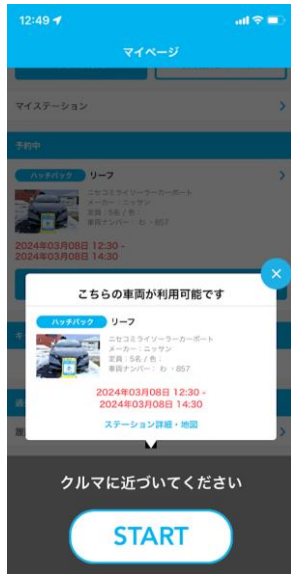 12:49
マイページ
マイステーション
予約中
ハッチバック リーフ
ニセコミライソーラーカーポート
メーカー：ニッサン
定員：5名 / 色：
車両ナンバー： わ ・857
2024年03月08日 12:30 -
2024年03月08日 14:30
こちらの車両が利用可能です
ハッチバック リーフ
ニセコミライソーラーカーポート
メーカー：ニッサン
定員：5名 / 色：
車両ナンバー： わ ・857
2024年03月08日 12:30 -
2024年03月08日 14:30
ステーション詳細・地図
クルマに近づいてください
START